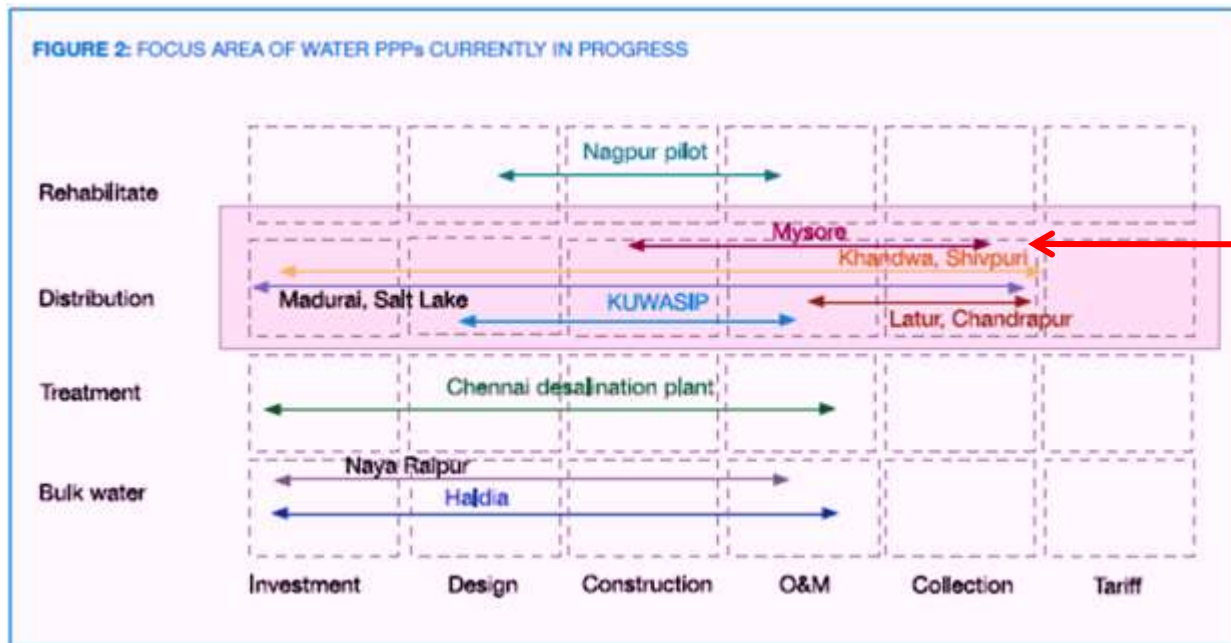 FIGURE 2: FOCUS AREA OF WATER PPPs CURRENTLY IN PROGRESS
Nagpur pilot
Rehabilitate
Mysore
Khandwa, Shivpuri
Distribution
Madurai, Salt Lake
KUWASIP
Latur, Chandrapur
Treatment
Chennai desalination plant
Naya Raipur
Bulk water
Haldia
Investment Design Construction O&M Collection Tariff